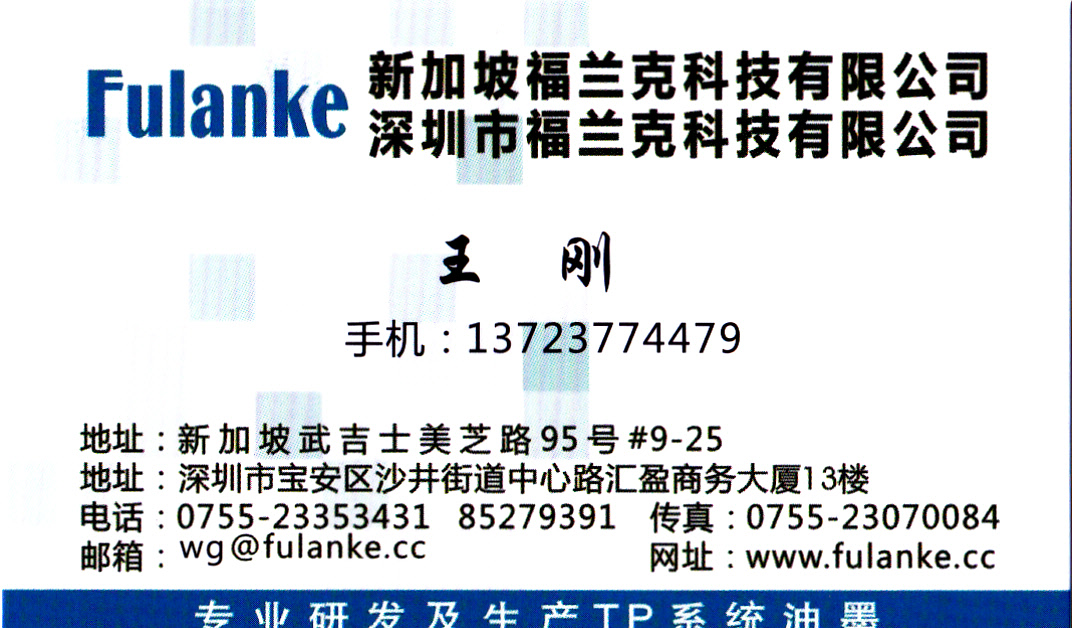 Fulanke
新加坡福兰克科技有限公司
深圳市福兰克科技有限公司
王 刚
手机：13723774479
地址：新加坡武吉士美芝路95号#9-25
地址：深圳市宝安区沙井街道中心路汇盈商务大厦13楼
电话：0755-23353431 85279391 传真：0755-23070084
邮箱：wg@fulanke.cc 网址：www.fulanke.cc
专业研发及生产TP系统油墨